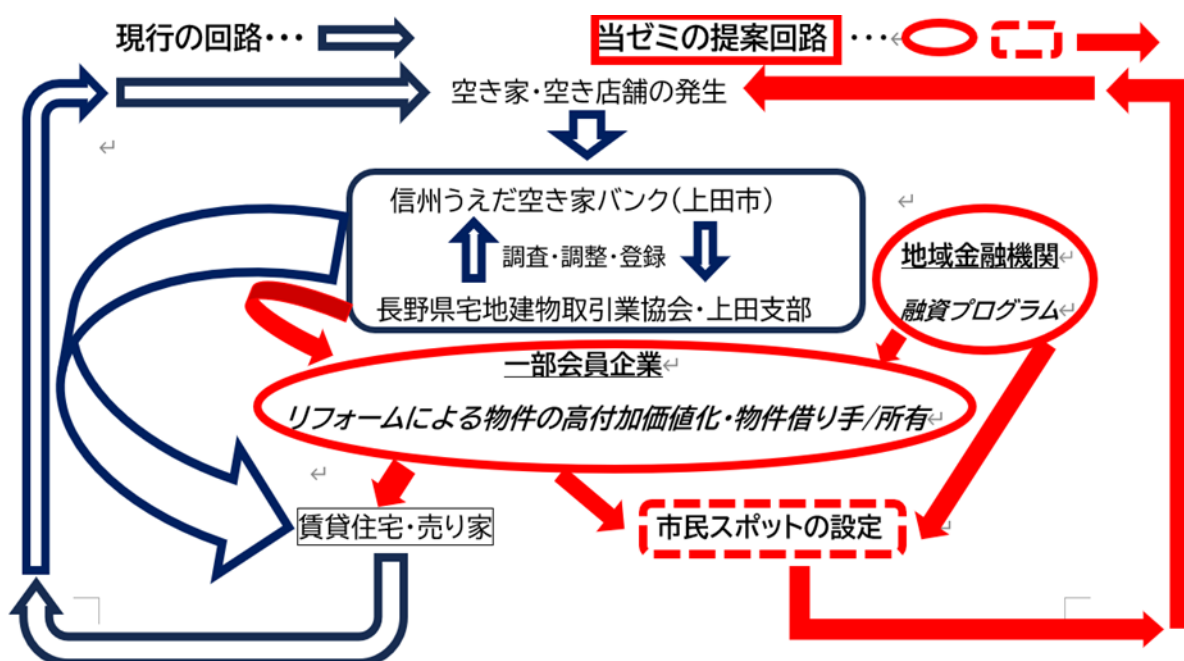 現行の回路・・・
当ゼミの提案回路 ・・・
空き家・空き店舗の発生
信州うえだ空き家バンク(上田市)
調査・調整・登録
長野県宅地建物取引業協会・上田支部
地域金融機関
融資プログラム
一部会員企業
リフォームによる物件の高付加価値化・物件借り手/所有
賃貸住宅・売り家
市民スポットの設定